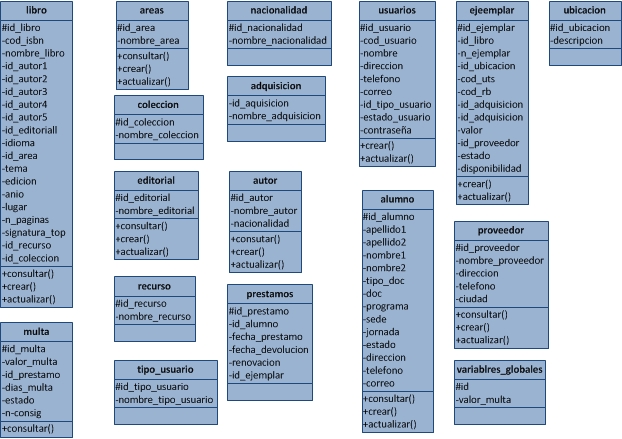 libro
#id_libro
-cod_isbn
-nombre_libro
-id_autor1
-id_autor2
-id_autor3
-id_autor4
-id_autor5
-id_editoriall
-idioma
-id_area
-tema
-edicion
-anio
-lugar
-n_paginas
-signatura_top
-id_recurso
-id_coleccion
+consultar()
+crear()
+actualizar()
multa
#id_multa
-valor_multa
-id_prestamo
-dias_multa
-estado
-n-consig
+consultar()
areas
#id_area
-nombre_area
+consultar()
+crear()
+actualizar()
coleccion
#id_coleccion
-nombre_coleccion
editorial
#id_editorial
-nombre_editorial
+consultar()
+crear()
+actualizar()
recurso
#id_recurso
-nombre_recurso
tipo_usuario
#id_tipo_usuario
-nombre_tipo_usuario
nacionalidad
#id_nacionalidad
-nombre_nacionalidad
adquisicion
-id_aquisicion
-nombre_adquisicion
autor
#id_autor
-nombre_autor
-nacionalidad
+consutar()
+crear()
+actualizar()
prestamos
#id_prestamo
-id_alumno
-fecha_prestamo
-fecha_devolucion
-renovacion
-id_ejemplar
usuarios
#id_usuario
-cod_usuario
-nombre
-direccion
-telefono
-correo
-id_tipo_usuario
-estado_usuario
-contraseña
+crear()
+actualizar()
alumno
#id_alumno
-apellido1
-apellido2
-nombre1
-nombre2
-tipo_doc
-doc
-programa
-sede
-jornada
-estado
-direccion
-telefono
-correo
+consultar()
+crear()
+actualizar()
ejeemplar
#id_ejemplar
-id_libro
-n_ejemplar
-id_ubicacion
-cod_uts
-cod_rb
-id_adquisicion
-id_adquisicion
-valor
-id_proveedor
-estado
-disponibilidad
+crear()
+actualizar()
proveedor
#id_proveedor
-nombre_proveedor
-direccion
-telefono
-ciudad
+consultar()
+crear()
+actualizar()
variablres_globales
#id
-valor_multa
ubicacion
#id_ubicacion
-descripcion